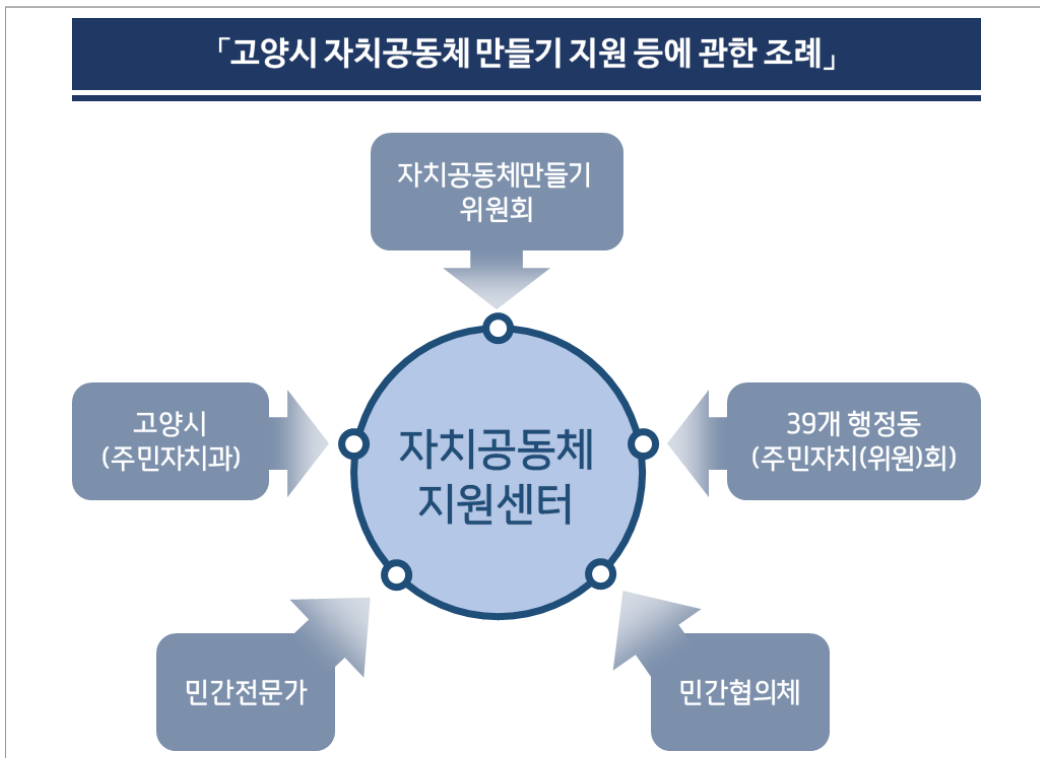 「고양시 자치공동체 만들기 지원 등에 관한 조례」
자치공동체만들기
위원회
고양시
(주민자치과)
자치공동체
지원센터
39개 행정동
(주민자치(위원)회)
민간전문가
민간협의체